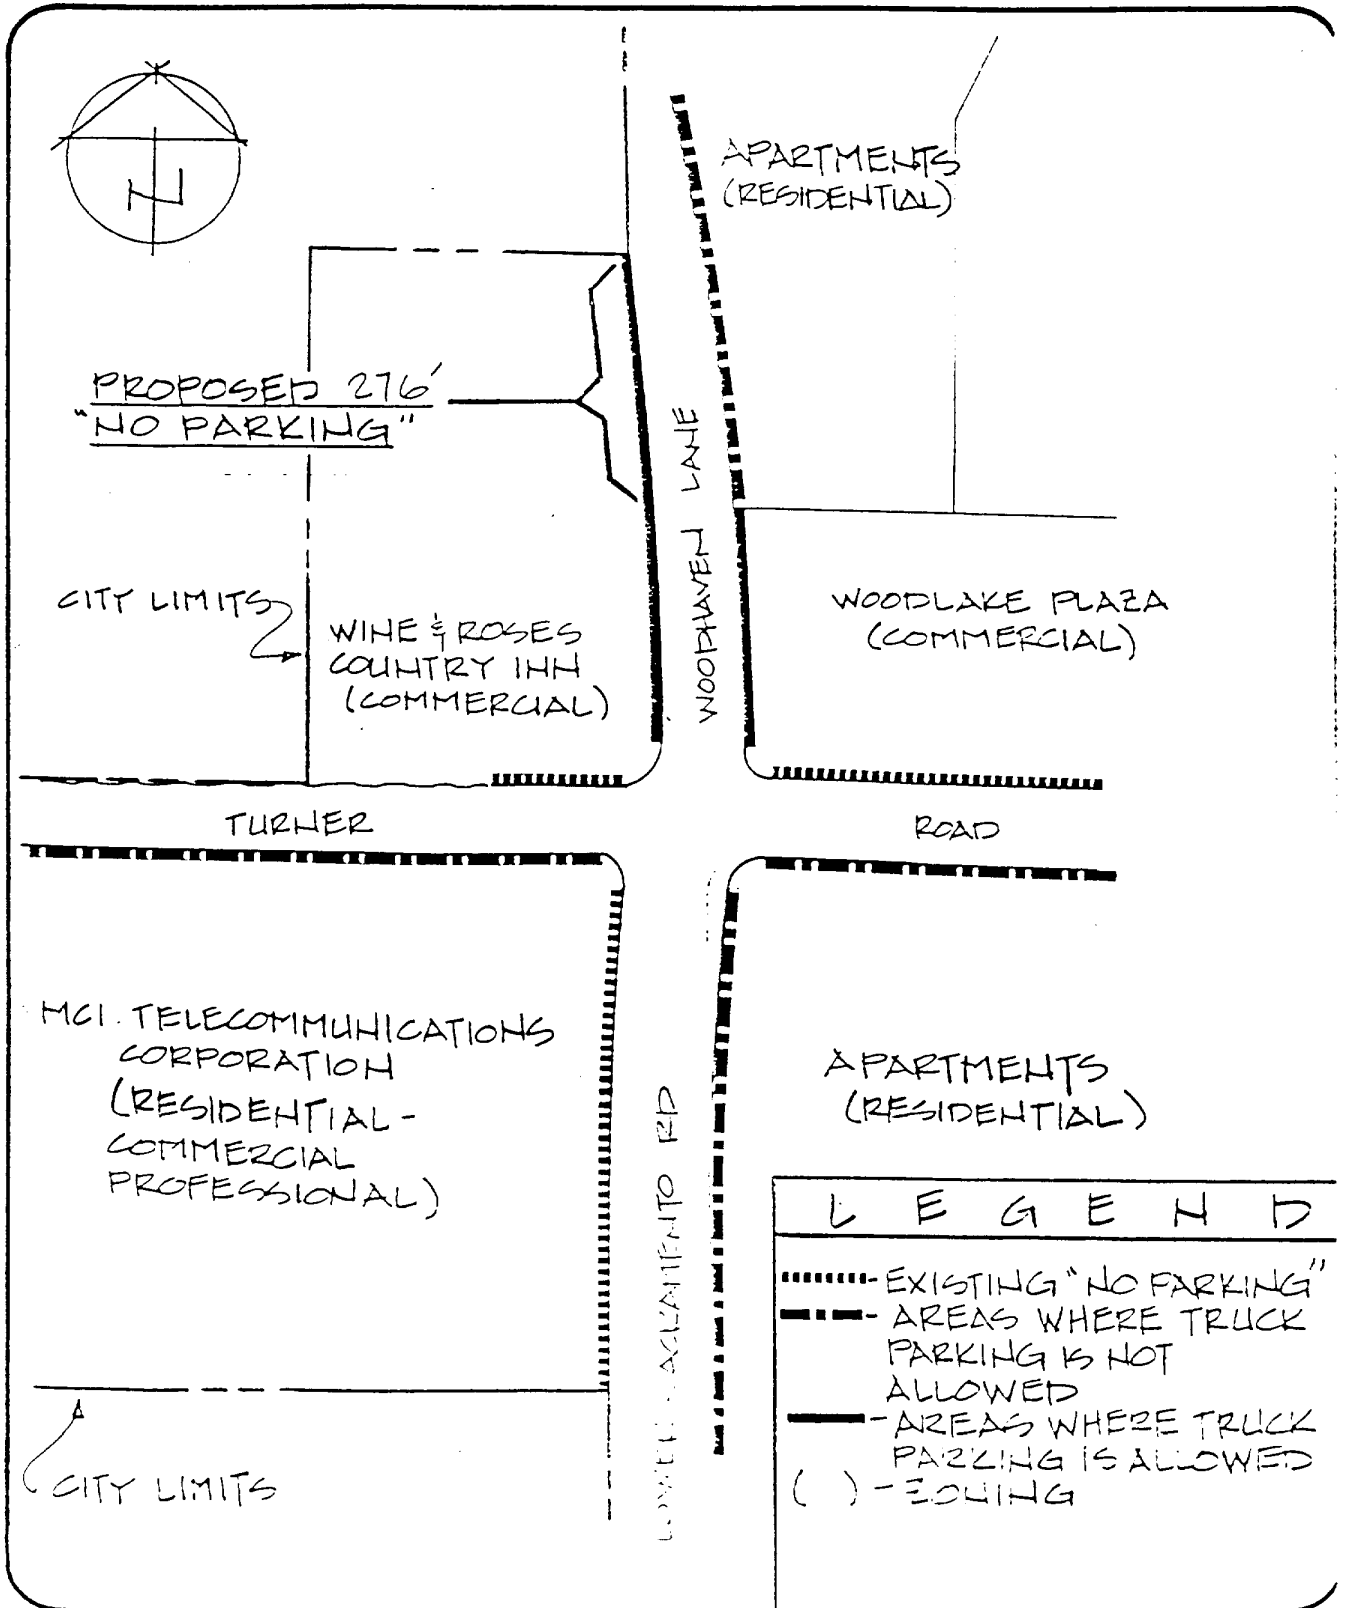 N
APARTMENTS
(RESIDENTIAL)
PROPOSED 276'
"NO PARKING"
WOODHAVEN LANE
CITY LIMITS
WINE & ROSES
COUNTRY INN
(COMMERCIAL)
WOODLAKE PLAZA
(COMMERCIAL)
TURNER
ROAD
MCI TELECOMMUNICATIONS
CORPORATION
(RESIDENTIAL -
COMMERCIAL
PROFESSIONAL)
APARTMENTS
(RESIDENTIAL)
LOWER SACRAMENTO RD
CITY LIMITS
LEGEND
- EXISTING "NO PARKING"
- AREAS WHERE TRUCK
PARKING IS NOT
ALLOWED
- AREAS WHERE TRUCK
PARKING IS ALLOWED
( ) - ZONING